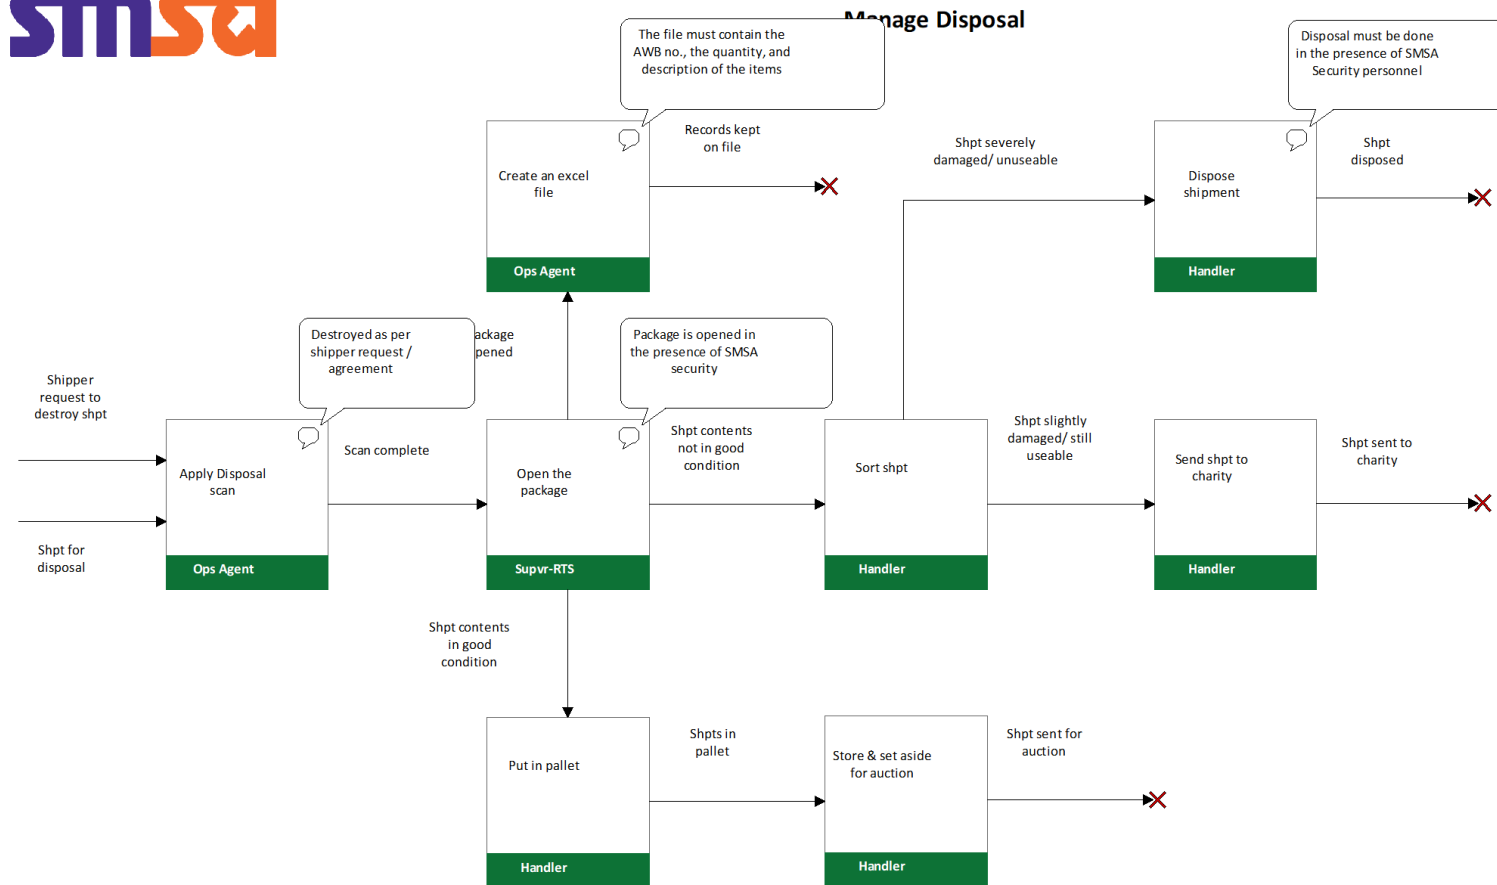 smsa
Manage Disposal
The file must contain the
AWB no., the quantity, and
description of the items
Disposal must be done
in the presence of SMSA
Security personnel
Records kept
on file
Create an excel
file
Ops Agent
Shpt severely
damaged/ unuseable
Dispose
shipment
Handler
Shpt
disposed
Destroyed as per
shipper request /
agreement
ackage
pened
Package is opened in
the presence of SMSA
security
Shipper
request to
destroy shpt
Shpt for
disposal
Apply Disposal
scan
Ops Agent
Scan complete
Open the
package
Supvr-RTS
Shpt contents
not in good
condition
Sort shpt
Handler
Shpt slightly
damaged/ still
useable
Send shpt to
charity
Handler
Shpt sent to
charity
Shpt contents
in good
condition
Put in pallet
Handler
Shpts in
pallet
Store & set aside
for auction
Handler
Shpt sent for
auction